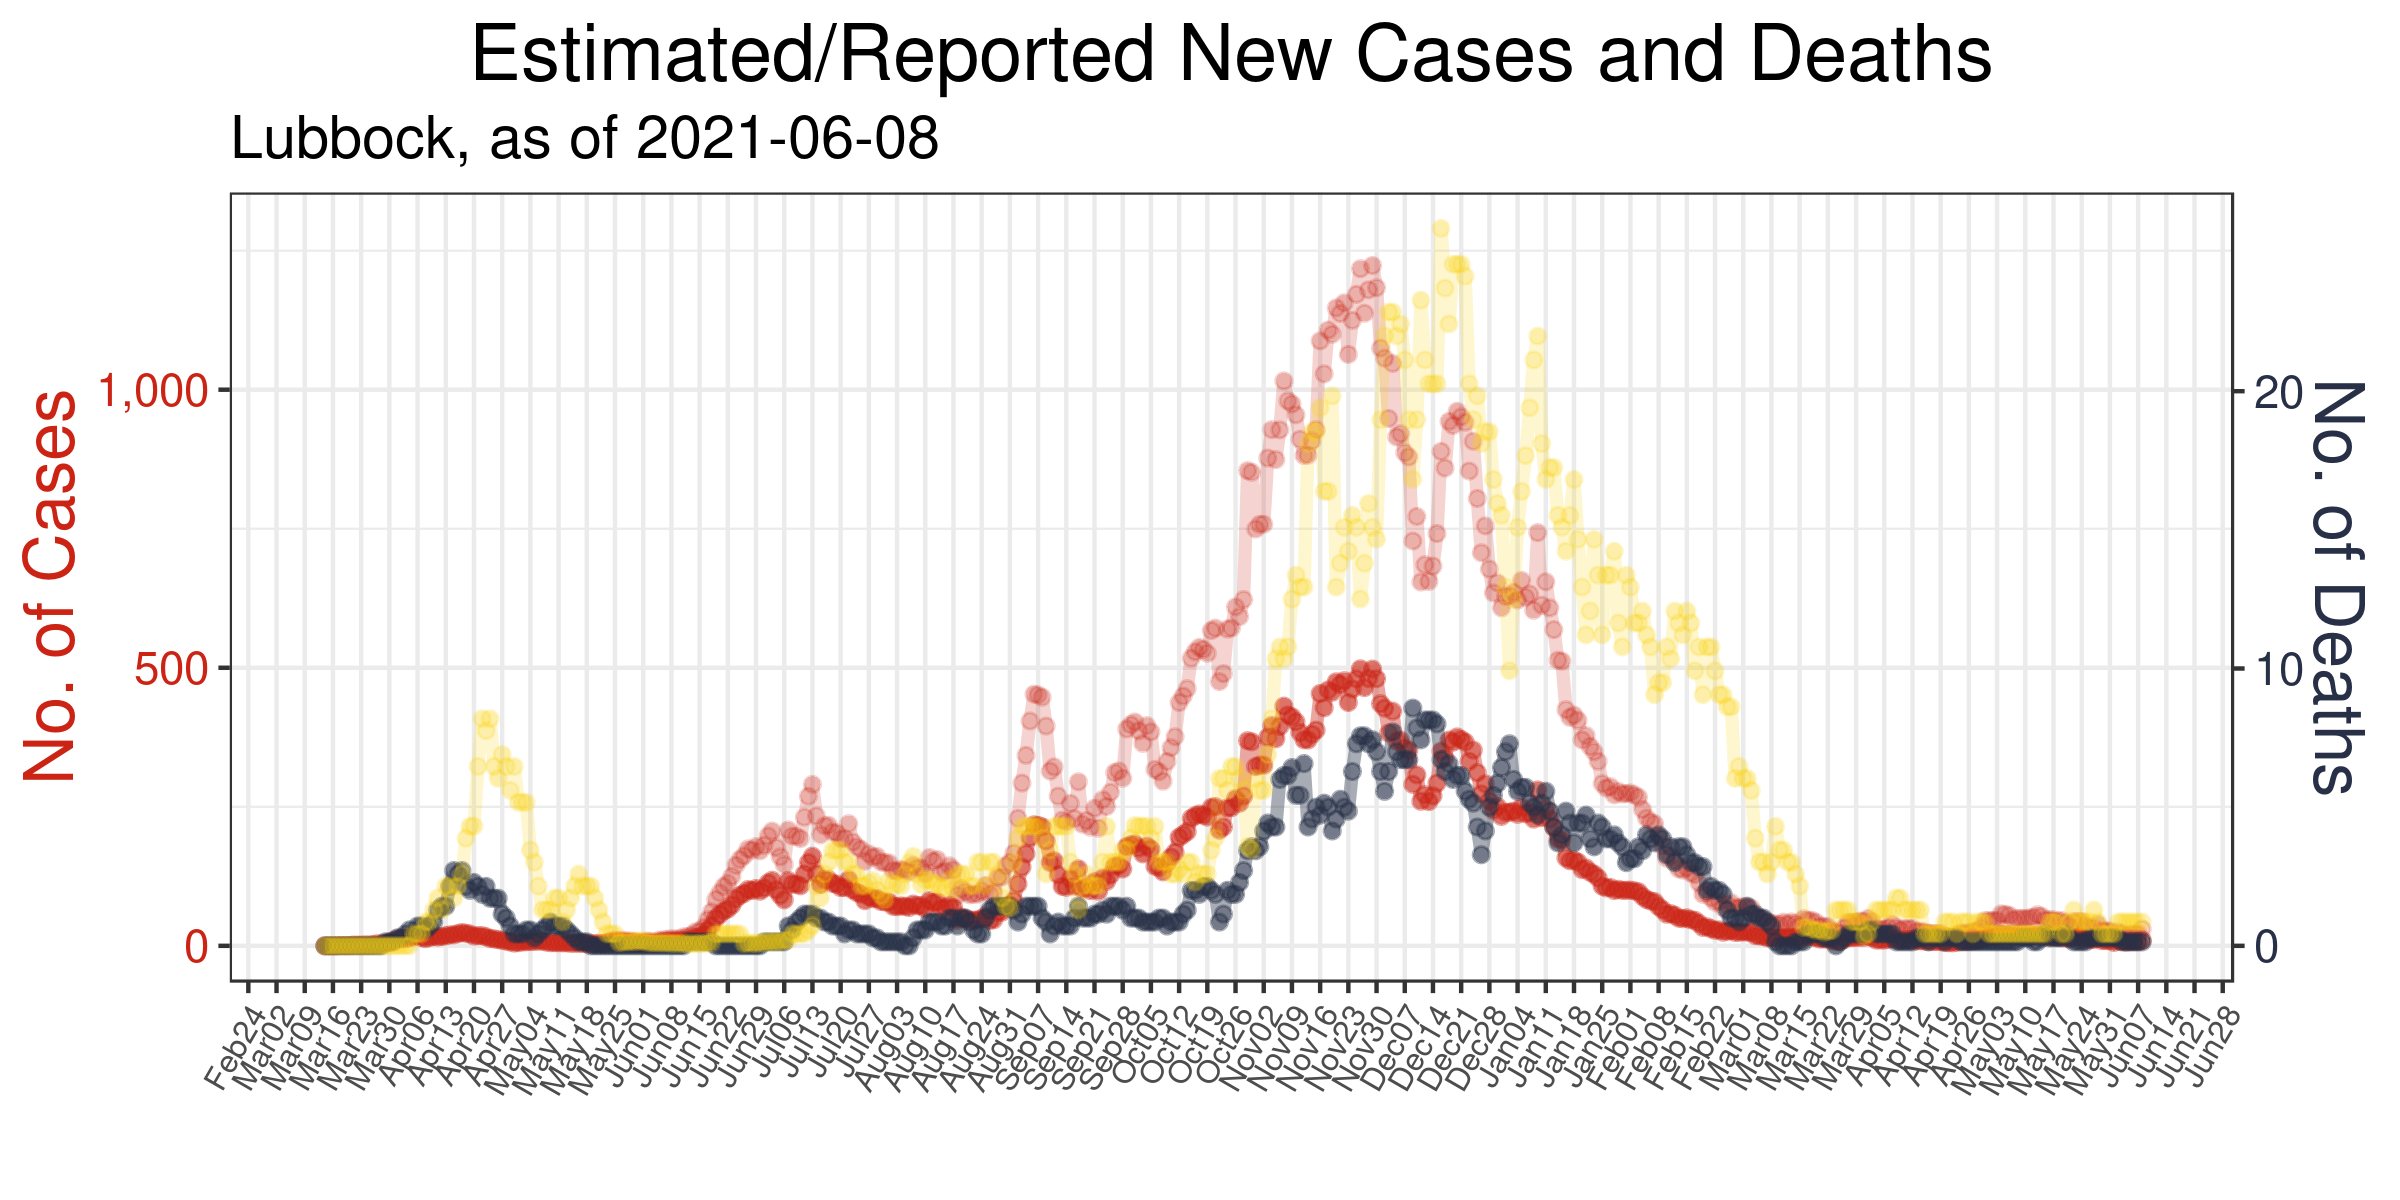 Estimated/Reported New Cases and Deaths
Lubbock, as of 2021-06-08
No. of Cases
1,000
500
0
No. of Deaths
20
10
0
Feb24
Mar02
Mar09
Mar16
Mar23
Mar30
Apr06
Apr13
Apr20
Apr27
May04
May11
May18
May25
Jun01
Jun08
Jun15
Jun22
Jun29
Jul06
Jul13
Jul20
Jul27
Aug03
Aug10
Aug17
Aug24
Aug31
Sep07
Sep14
Sep21
Sep28
Oct05
Oct12
Oct19
Oct26
Nov02
Nov09
Nov16
Nov23
Nov30
Dec07
Dec14
Dec21
Dec28
Jan04
Jan11
Jan18
Jan25
Feb01
Feb08
Feb15
Feb22
Mar01
Mar08
Mar15
Mar22
Mar29
Apr05
Apr12
Apr19
Apr26
May03
May10
May17
May24
May31
Jun07
Jun14
Jun21
Jun28